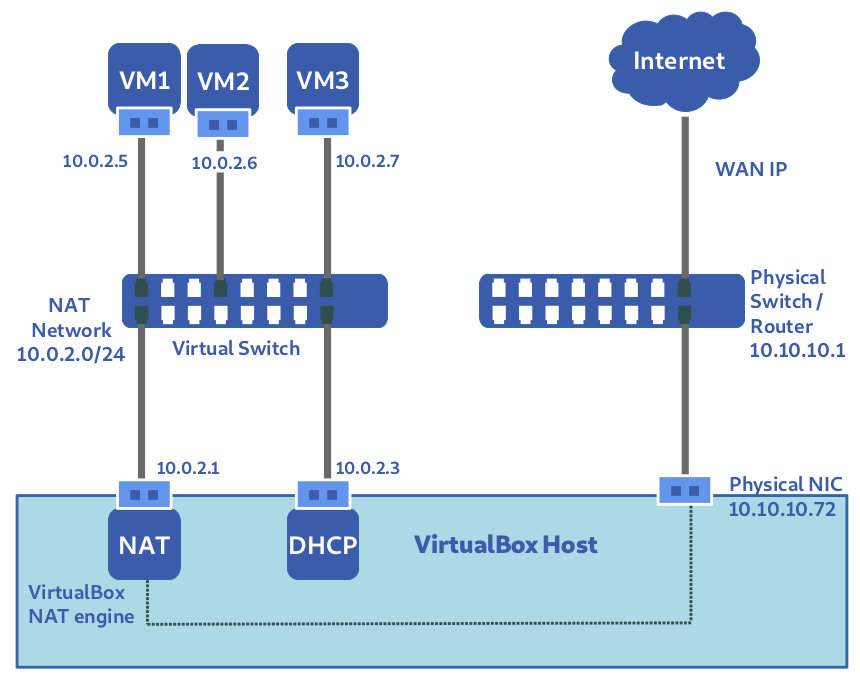 VM1
VM2
VM3
Internet
10.0.2.5
10.0.2.6
10.0.2.7
WAN IP
NAT
Network
10.0.2.0/24
Virtual Switch
Physical
Switch /
Router
10.10.10.1
10.0.2.1
10.0.2.3
Physical NIC
10.10.10.72
NAT
DHCP
VirtualBox Host
VirtualBox
NAT engine